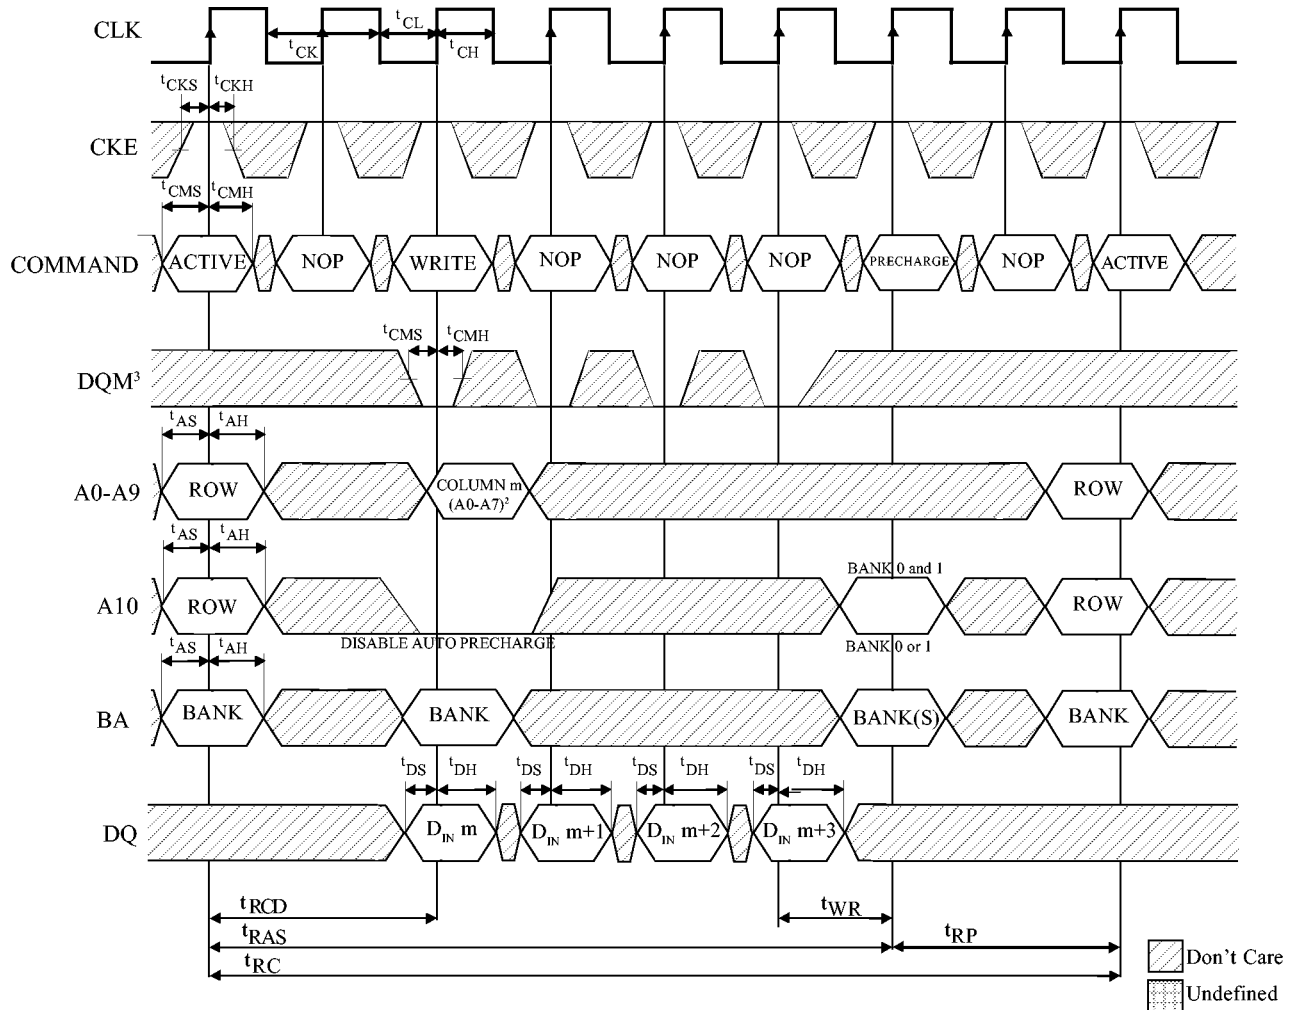 CLK
tCK
tCL
tCH
tCKS
tCKH
CKE
tCMS
tCMH
COMMAND
ACTIVE
NOP
WRITE
NOP
NOP
NOP
PRECHARGE
NOP
ACTIVE
tCMS
tCMH
DQM³
tAS
tAH
A0-A9
ROW
COLUMN m
(A0-A7)²
ROW
tAS
tAH
BANK 0 and 1
A10
ROW
ROW
DISABLE AUTO PRECHARGE
BANK 0 or 1
tAS
tAH
BA
BANK
BANK
BANK(S)
BANK
tDS
tDH
tDS
tDH
tDS
tDH
tDS
tDH
DQ
DIN m
DIN m+1
DIN m+2
DIN m+3
tRCD
tWR
tRAS
tRP
tRC
Don't Care
Undefined